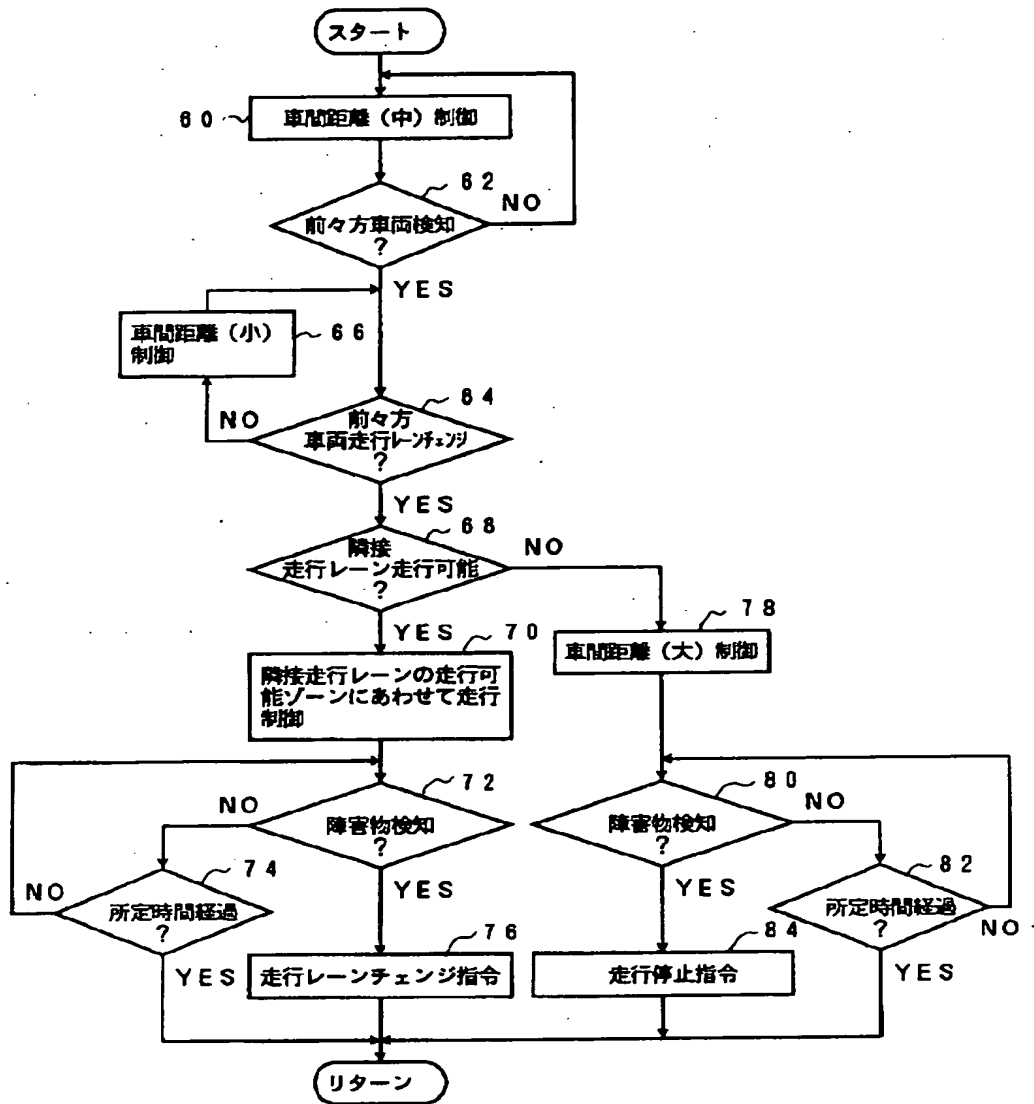 スタート
60
車間距離（中）制御
62
NO
前々方車両検知
?
YES
車間距離（小）
制御
66
64
NO
前々方
車両走行レーンチェンジ
?
YES
68
隣接
走行レーン走行可能
?
NO
YES
70
78
車間距離（大）制御
隣接走行レーンの走行可
能ゾーンにあわせて走行
制御
72
80
NO
障害物検知
?
障害物検知
?
NO
74
82
NO
所定時間経過
?
YES
YES
所定時間経過
?
NO
YES
76
84
YES
走行レーンチェンジ指令
走行停止指令
リターン